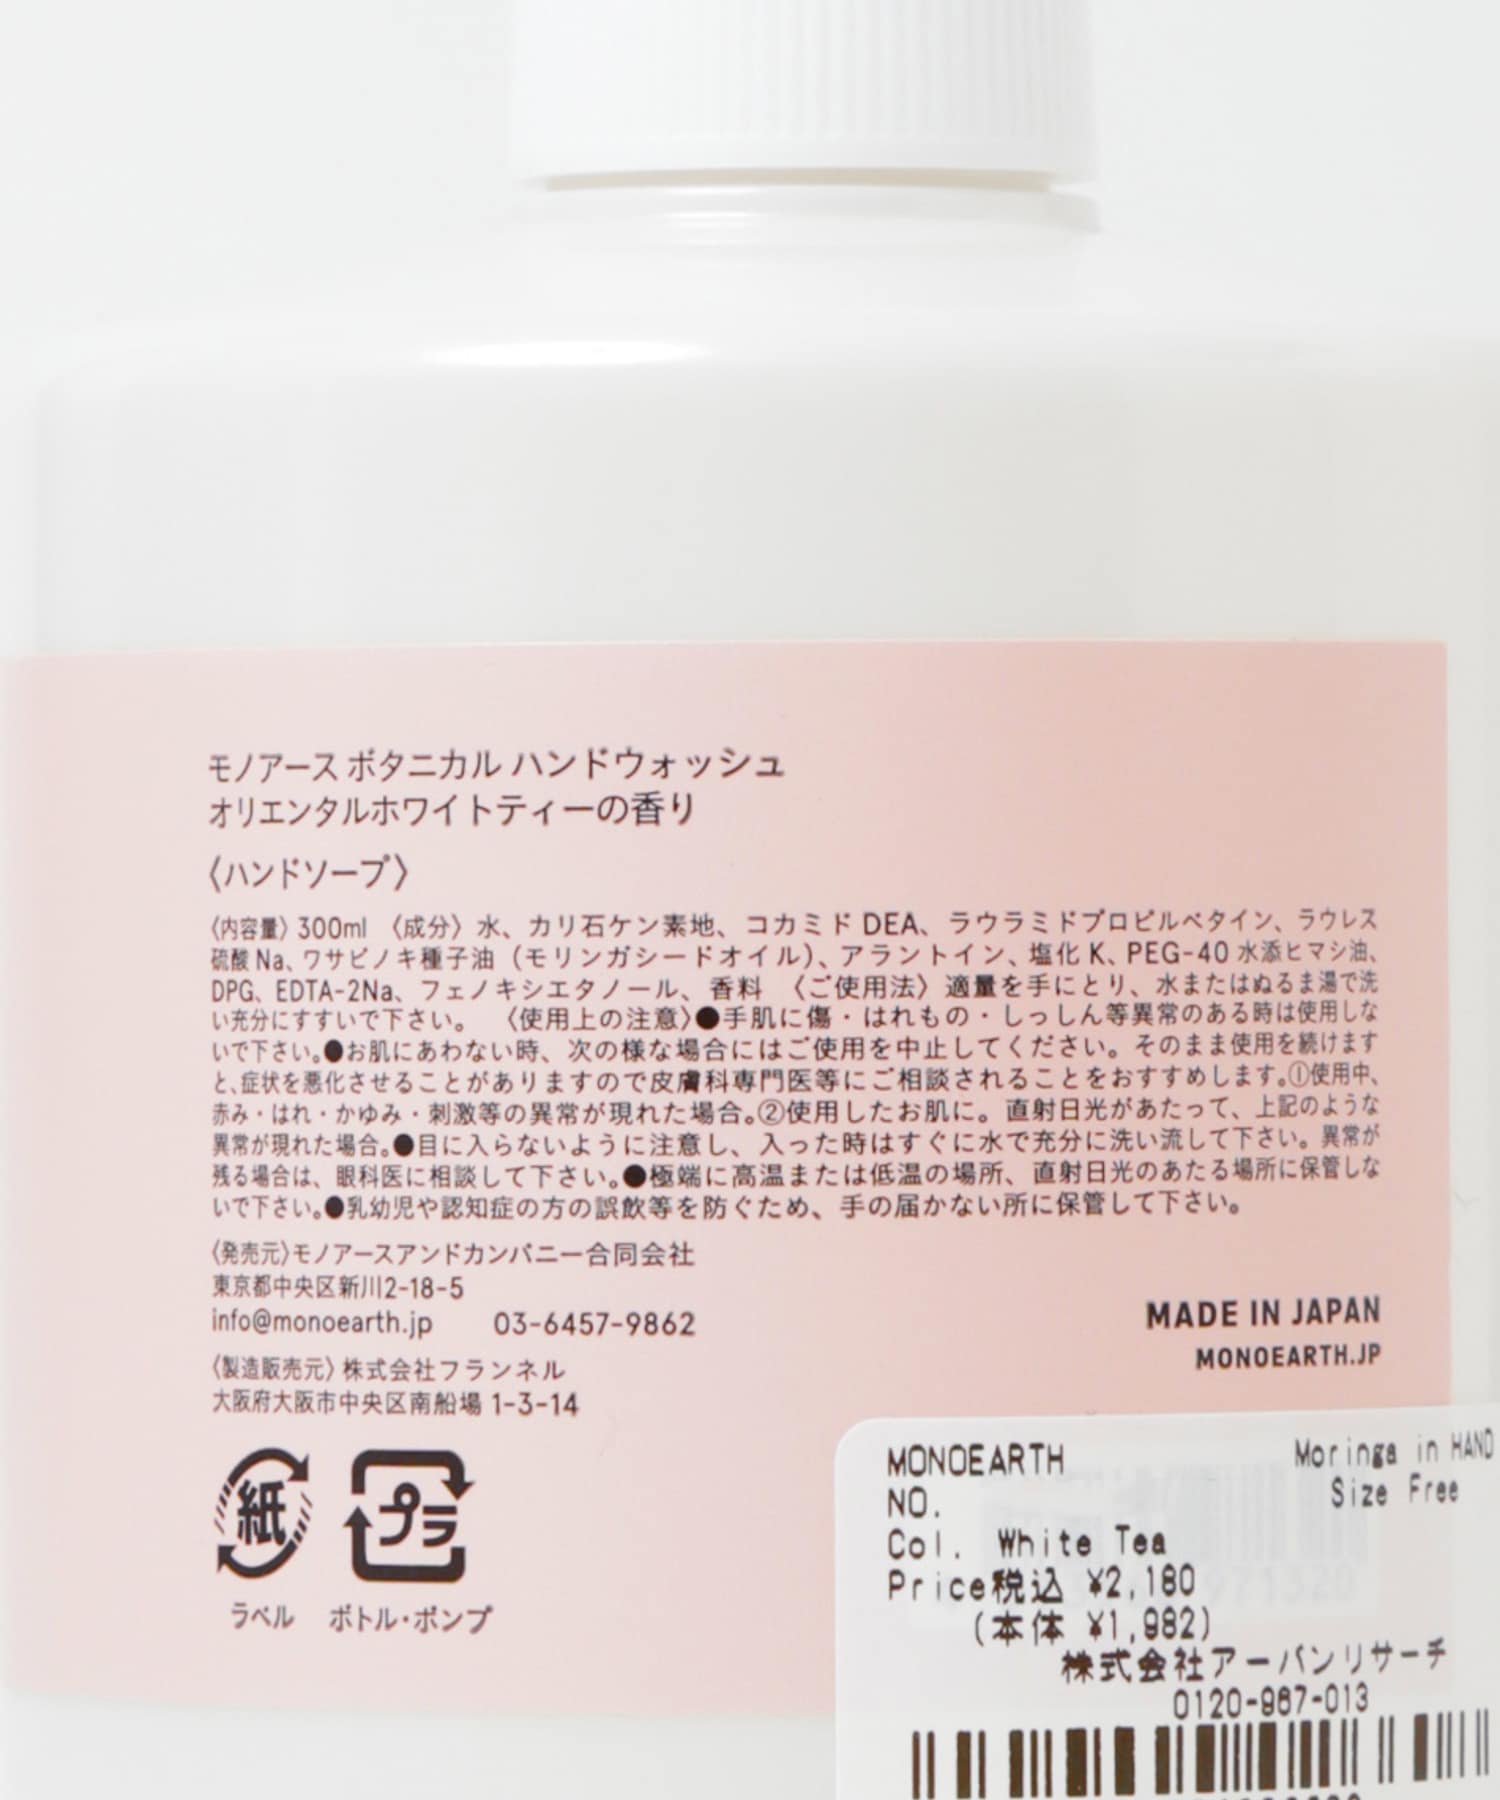 モノアース ボタニカル ハンドウォッシュ
オリエンタルホワイトティーの香り
〈ハンドソープ〉
〈内容量〉300ml 〈成分〉水、カリ石ケン素地、コカミドDEA、ラウラミドプロピルベタイン、ラウレス
硫酸Na、ワサビノキ種子油（モリンガシードオイル）、アラントイン、塩化K、PEG-40水添ヒマシ油、
DPG、EDTA-2Na、フェノキシエタノール、香料 〈ご使用法〉適量を手にとり、水またはぬるま湯で洗
い充分にすすいで下さい。 〈使用上の注意〉●手肌に傷・はれもの・しっしん等異常のある時は使用しな
いで下さい。●お肌にあわない時、次の様な場合にはご使用を中止してください。そのまま使用を続けます
と、症状を悪化させることがありますので皮膚科専門医等にご相談されることをおすすめします。①使用中、
赤み・はれ・かゆみ・刺激等の異常が現れた場合。②使用したお肌に。直射日光があたって、上記のような
異常が現れた場合。●目に入らないように注意し、入った時はすぐに水で充分に洗い流して下さい。異常が
残る場合は、眼科医に相談して下さい。●極端に高温または低温の場所、直射日光のあたる場所に保管しな
いで下さい。●乳幼児や認知症の方の誤飲等を防ぐため、手の届かない所に保管して下さい。
〈発売元〉モノアースアンドカンパニー合同会社
東京都中央区新川2-18-5
info@monoearth.jp 03-6457-9862
〈製造販売元〉株式会社フランネル
大阪府大阪市中央区南船場1-3-14
MADE IN JAPAN
MONOEARTH.JP
紙
プラ
ラベル
ボトル・ポンプ
MONOEARTH Moringa in HAND
NO. Size Free
Col. White Tea
Price税込 ¥2,180
(本体 ¥1,982)
株式会社アーバンリサーチ
0120-987-013